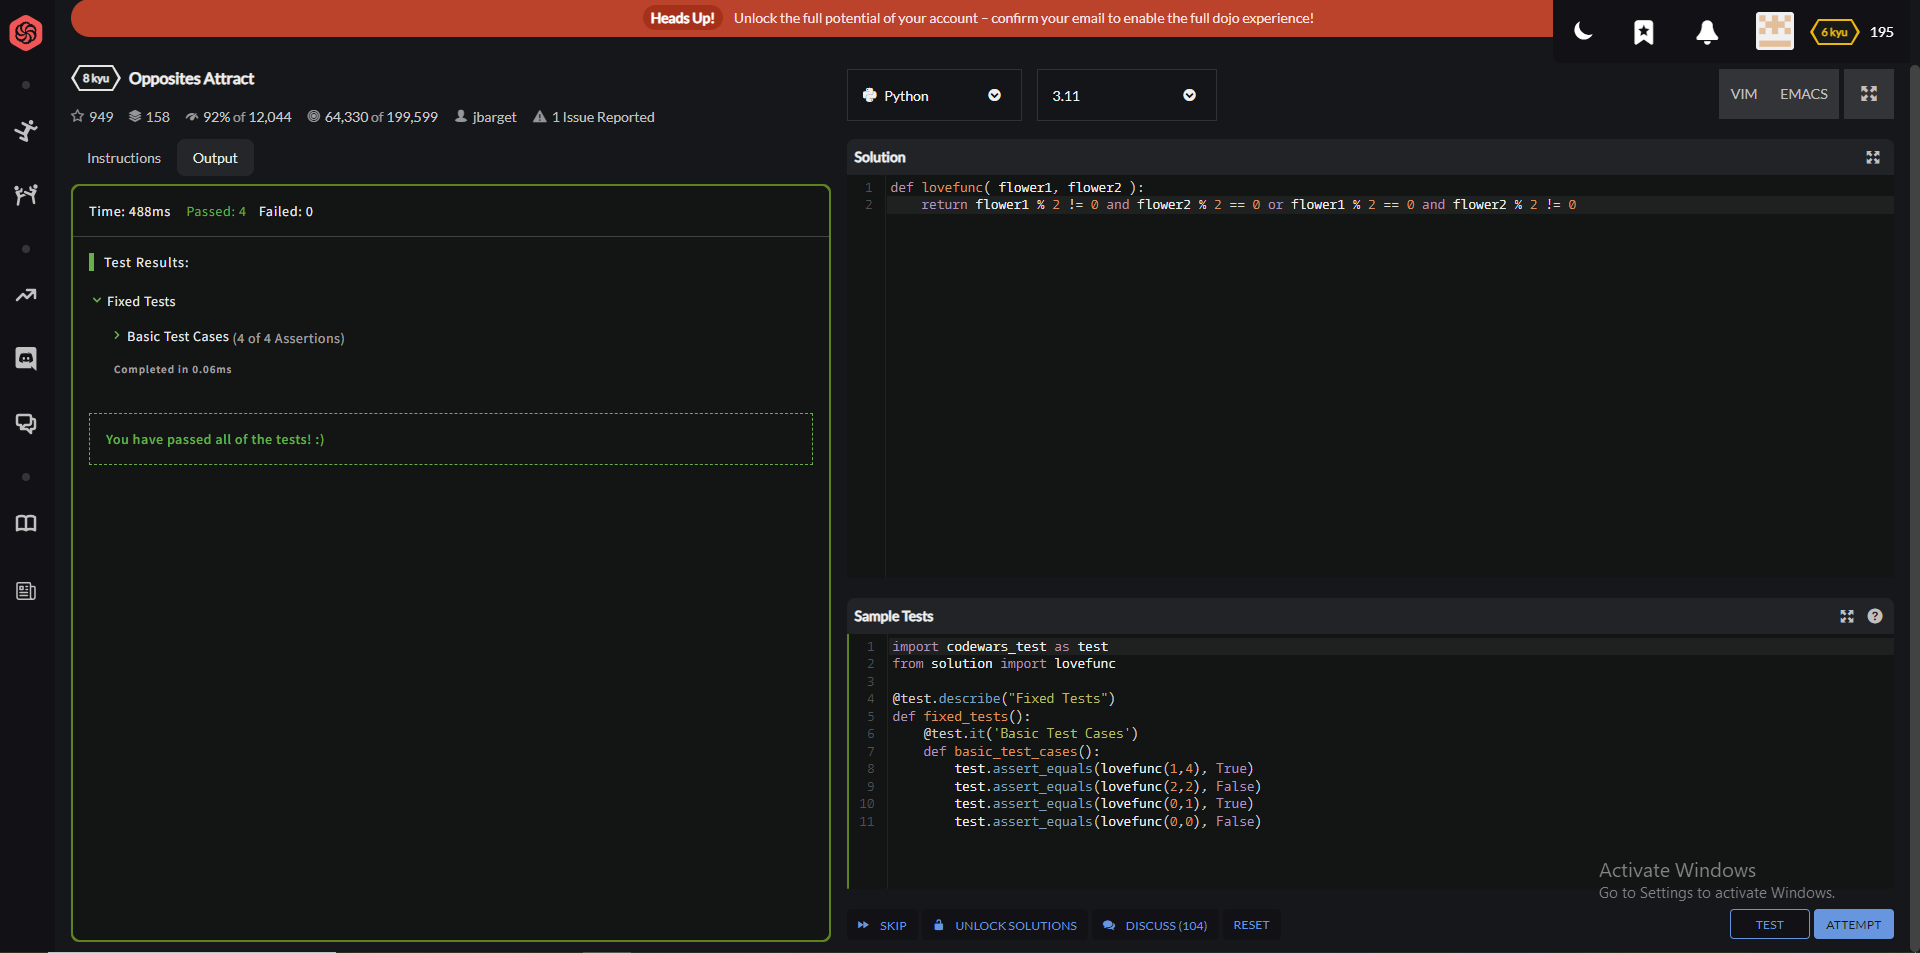 Heads Up! Unlock the full potential of your account – confirm your email to enable the full dojo experience!
6 kyu 195
8 kyu Opposites Attract
949 158 92% of 12,044 64,330 of 199,599 jbarget 1 Issue Reported
Instructions Output
Time: 488ms Passed: 4 Failed: 0
Test Results:
Fixed Tests
Basic Test Cases (4 of 4 Assertions)
Completed in 0.06ms
You have passed all of the tests! :)
Python 3.11
VIM EMACS
Solution
1 def lovefunc( flower1, flower2 ):
2 return flower1 % 2 != 0 and flower2 % 2 == 0 or flower1 % 2 == 0 and flower2 % 2 != 0
Sample Tests
1 import codewars_test as test
2 from solution import lovefunc
3
4 @test.describe("Fixed Tests")
5 def fixed_tests():
6 @test.it('Basic Test Cases')
7 def basic_test_cases():
8 test.assert_equals(lovefunc(1,4), True)
9 test.assert_equals(lovefunc(2,2), False)
10 test.assert_equals(lovefunc(0,1), True)
11 test.assert_equals(lovefunc(0,0), False)
Activate Windows
Go to Settings to activate Windows.
SKIP UNLOCK SOLUTIONS DISCUSS (104) RESET TEST ATTEMPT